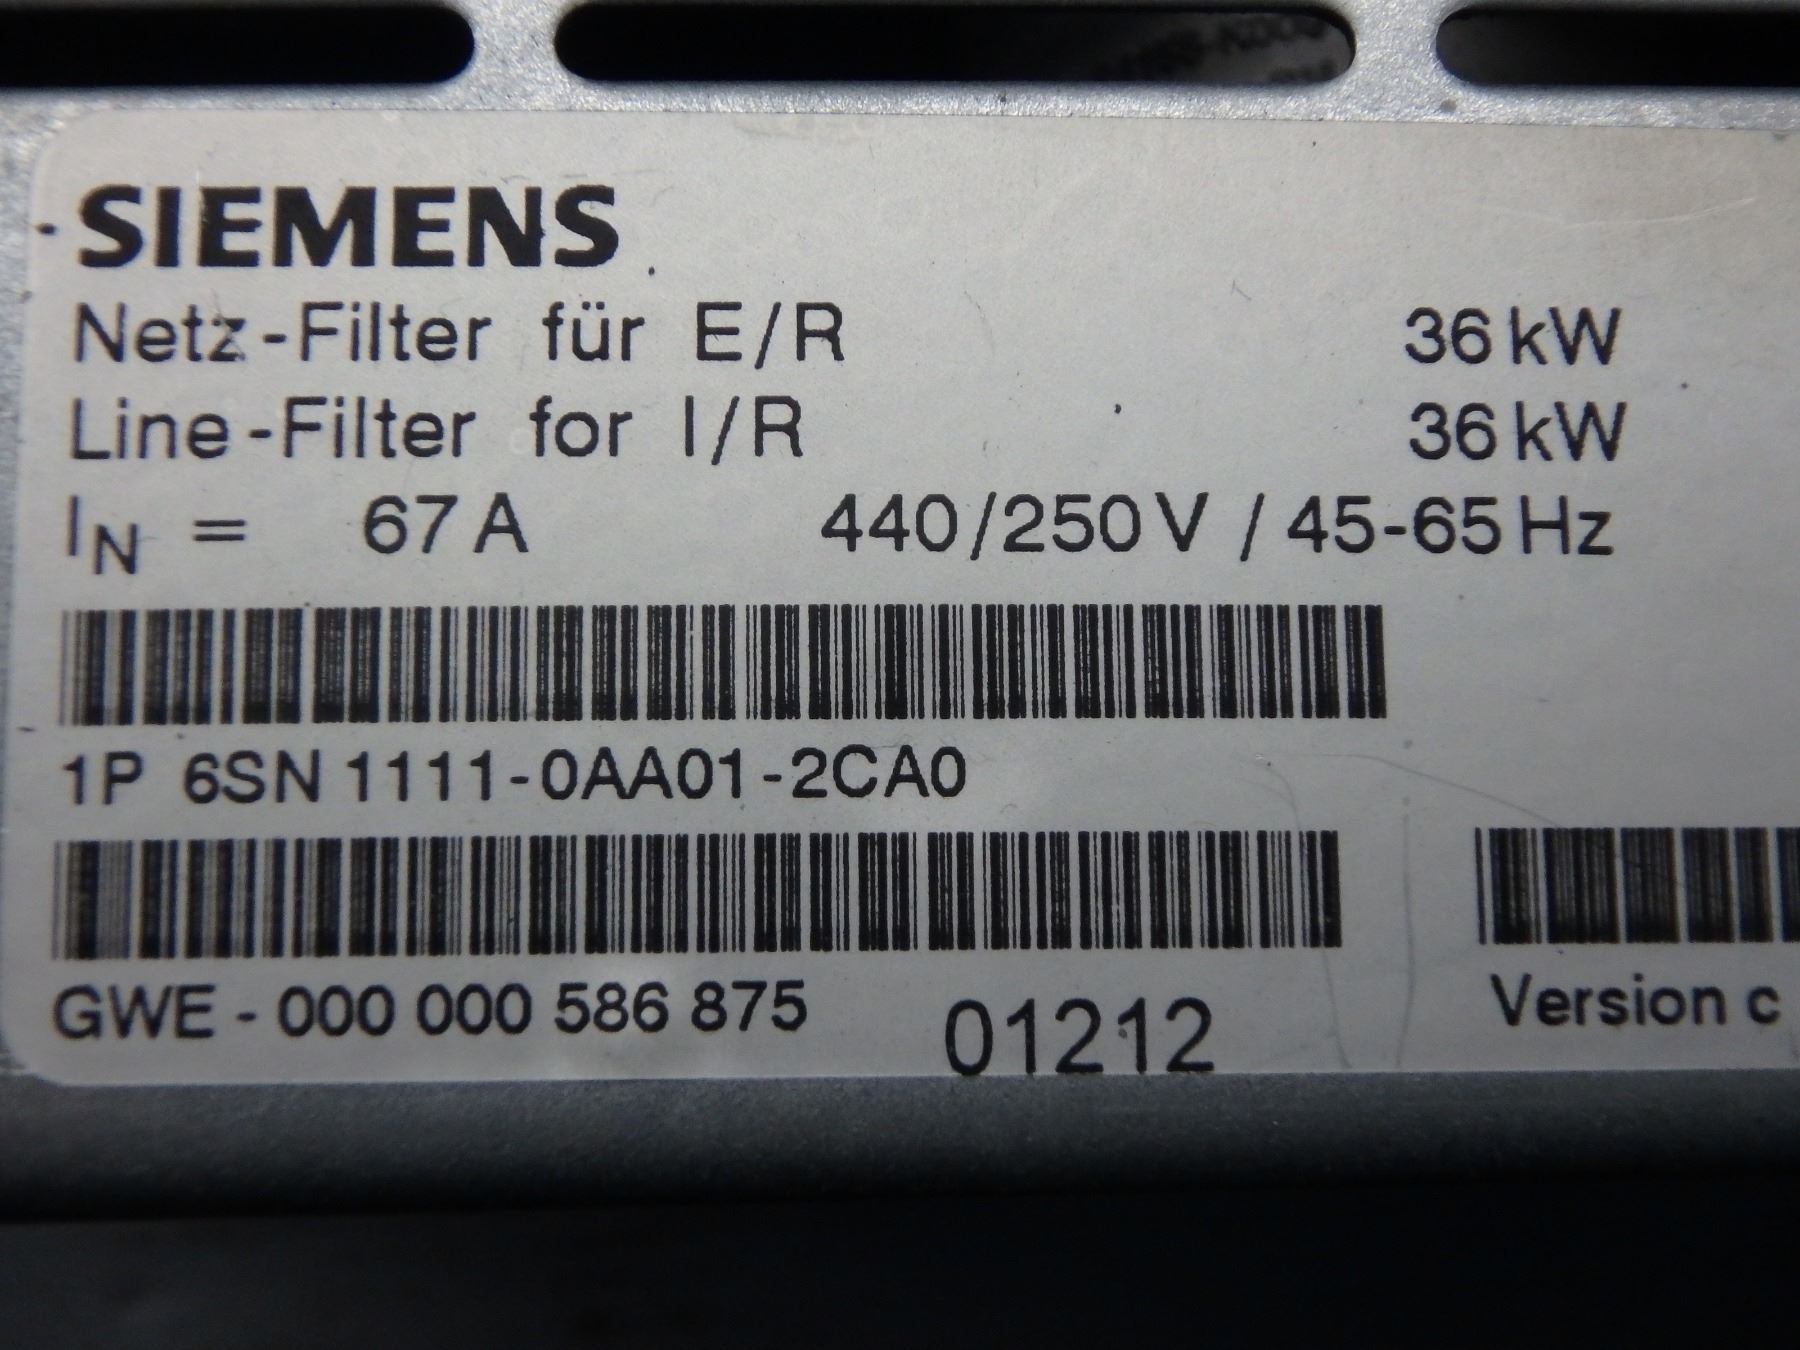 SIEMENS
Netz-Filter für E/R 36 kW
Line-Filter for I/R 36 kW
IN = 67 A 440/250 V / 45-65 Hz
1P 6SN 1111-0AA01-2CA0
GWE - 000 000 586 875 01212 Version c